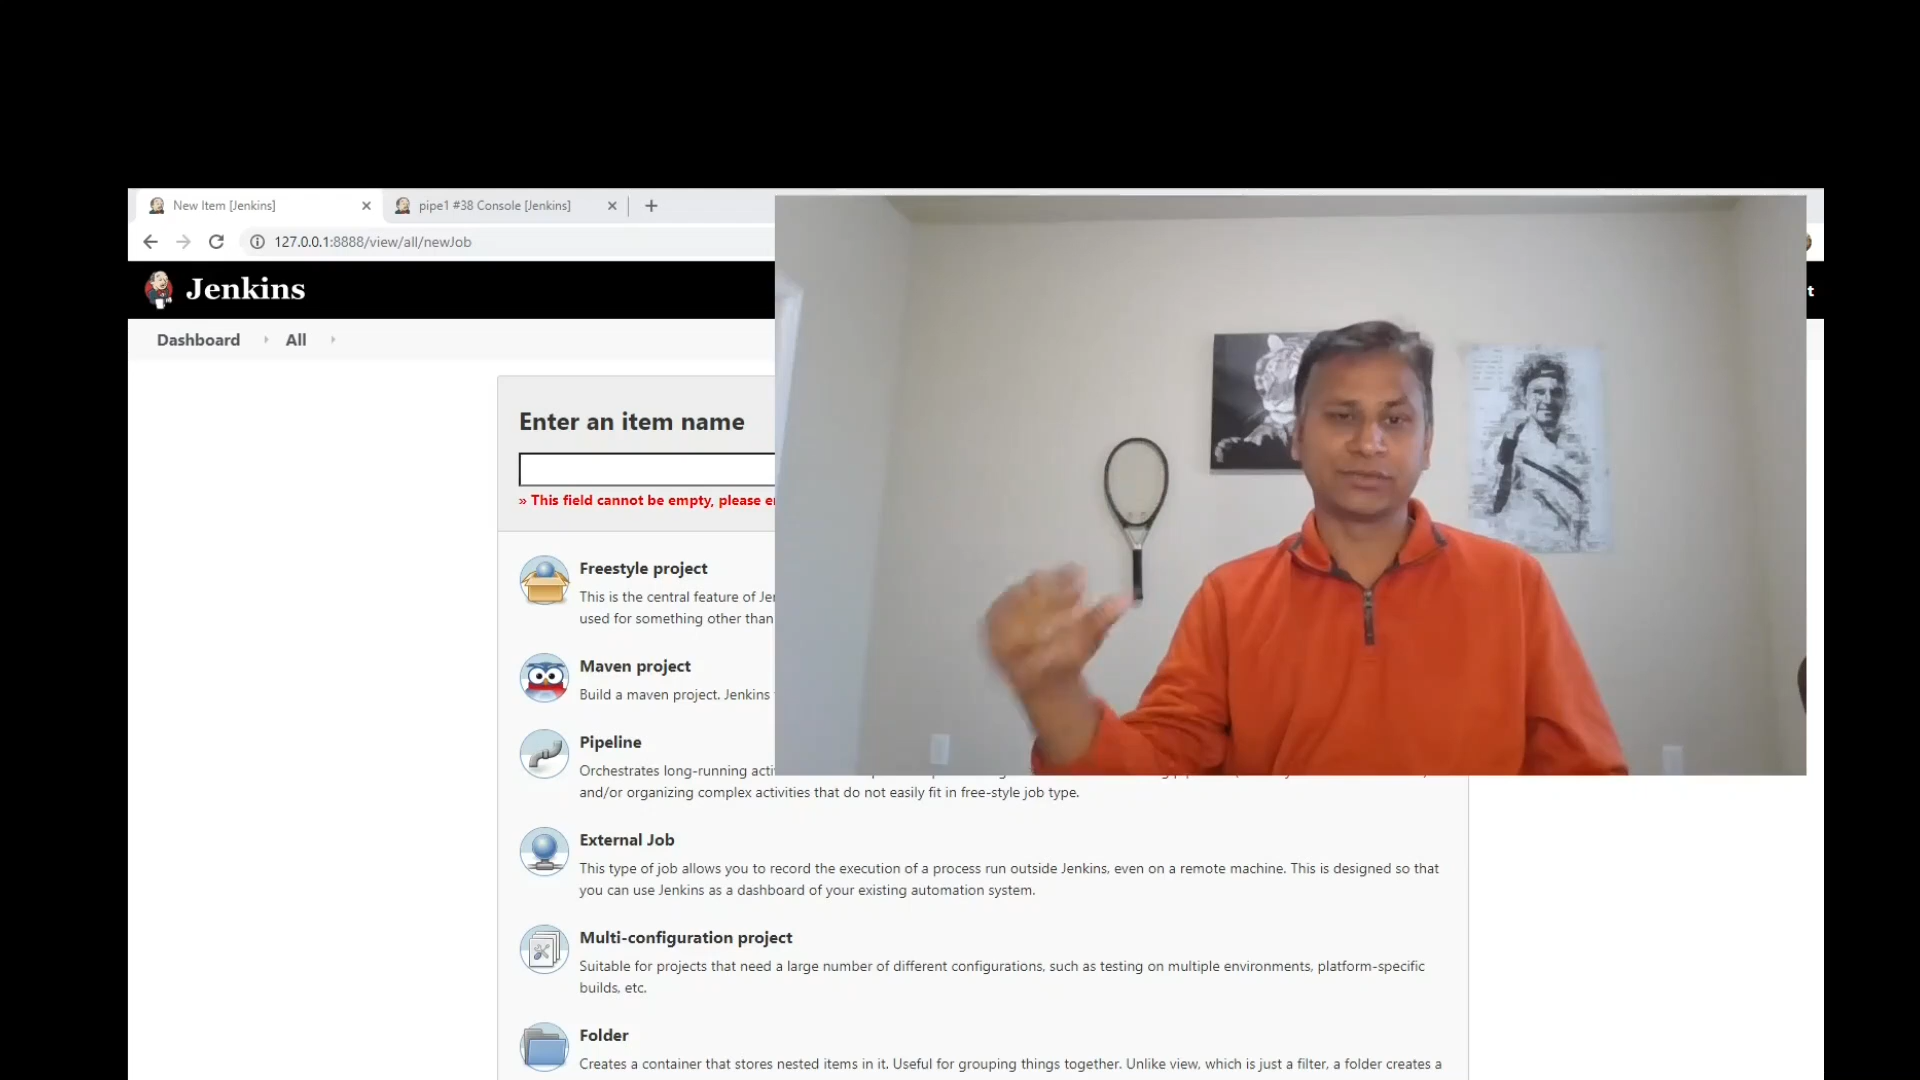 New Item [Jenkins]
pipe1 #38 Console [Jenkins]
127.0.0.1:8888/view/all/newJob
Jenkins
t
Dashboard
All
Enter an item name
» This field cannot be empty, please e
Freestyle project
This is the central feature of Je
used for something other than
Maven project
Build a maven project. Jenkins
Pipeline
Orchestrates long-running acti
and/or organizing complex activities that do not easily fit in free-style job type.
External Job
This type of job allows you to record the execution of a process run outside Jenkins, even on a remote machine. This is designed so that
you can use Jenkins as a dashboard of your existing automation system.
Multi-configuration project
Suitable for projects that need a large number of different configurations, such as testing on multiple environments, platform-specific
builds, etc.
Folder
Creates a container that stores nested items in it. Useful for grouping things together. Unlike view, which is just a filter, a folder creates a